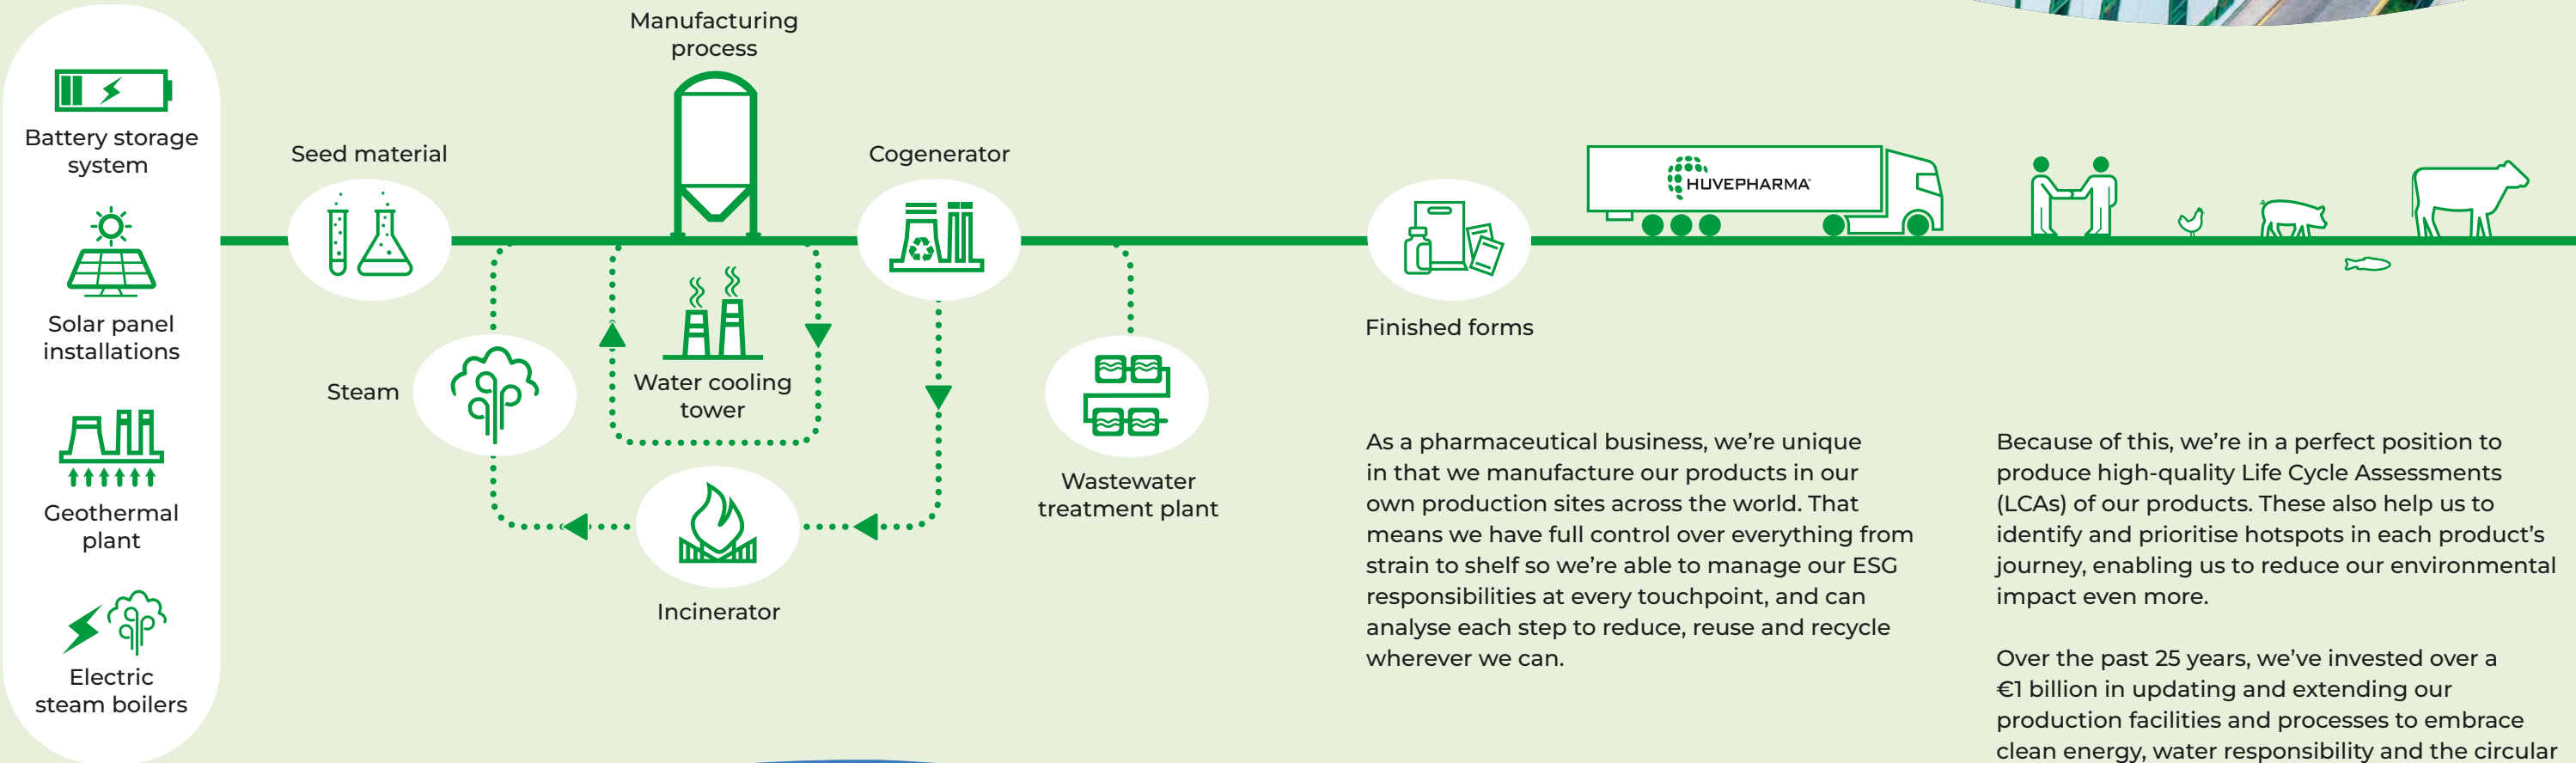 Battery storage
system
Solar panel
installations
Geothermal
plant
Electric
steam boilers
Seed material
Manufacturing
process
Cogenerator
Steam
Water cooling
tower
Incinerator
Wastewater
treatment plant
Finished forms
HUVEPHARMA®
As a pharmaceutical business, we’re unique
in that we manufacture our products in our
own production sites across the world. That
means we have full control over everything from
strain to shelf so we’re able to manage our ESG
responsibilities at every touchpoint, and can
analyse each step to reduce, reuse and recycle
wherever we can.
Because of this, we’re in a perfect position to
produce high-quality Life Cycle Assessments
(LCAs) of our products. These also help us to
identify and prioritise hotspots in each product’s
journey, enabling us to reduce our environmental
impact even more.
Over the past 25 years, we’ve invested over a
€1 billion in updating and extending our
production facilities and processes to embrace
clean energy, water responsibility and the circular